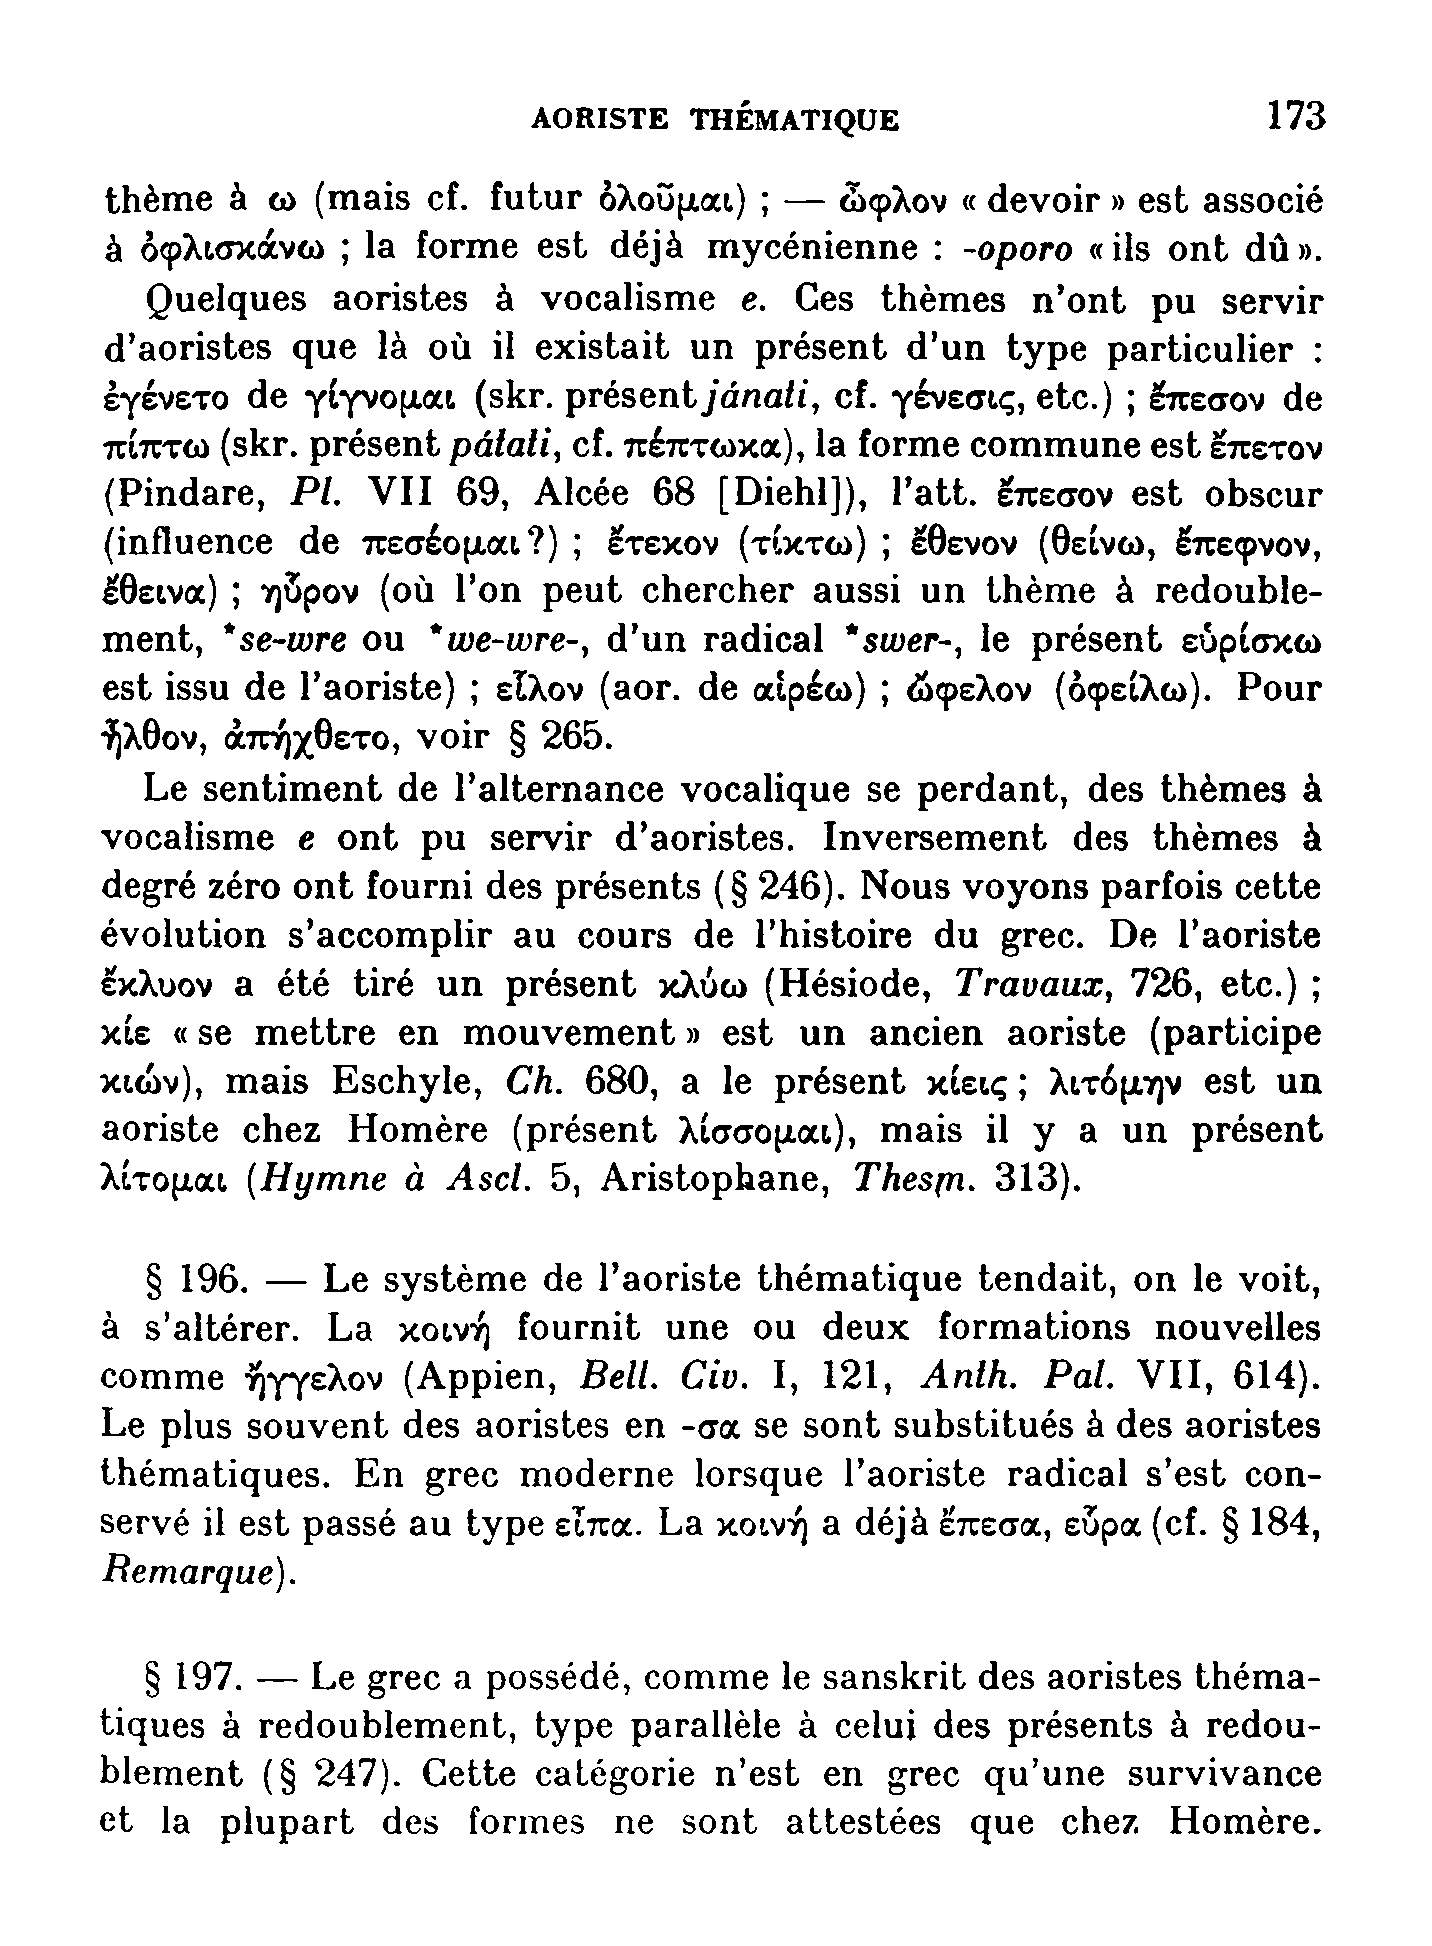 AORISTE THÉMATIQUE 173
thème à ω (mais cf. futur ὀλοῦμαι) ; — ὦφλον « devoir » est associé
à ὀφλισκάνω ; la forme est déjà mycénienne : -oporo « ils ont dû ».
Quelques aoristes à vocalisme e. Ces thèmes n'ont pu servir
d'aoristes que là où il existait un présent d'un type particulier :
ἐγένετο de γίγνομαι (skr. présent jánati, cf. γένεσις, etc.) ; ἔπεσον de
πίπτω (skr. présent pátati, cf. πέπτωκα), la forme commune est ἔπετον
(Pindare, Pl. VII 69, Alcée 68 [Diehl]), l'att. ἔπεσον est obscur
(influence de πεσέομαι ?) ; ἔτεκον (τίκτω) ; ἔθενον (θείνω, ἔπεφνον,
ἔθεινα) ; ηὗρον (où l'on peut chercher aussi un thème à redouble-
ment, *se-wre ou *we-wre-, d'un radical *swer-, le présent εὑρίσκω
est issu de l'aoriste) ; εἷλον (aor. de αἱρέω) ; ὤφελον (ὀφείλω). Pour
ἦλθον, ἀπήχθετο, voir § 265.
Le sentiment de l'alternance vocalique se perdant, des thèmes à
vocalisme e ont pu servir d'aoristes. Inversement des thèmes à
degré zéro ont fourni des présents (§ 246). Nous voyons parfois cette
évolution s'accomplir au cours de l'histoire du grec. De l'aoriste
ἔκλυον a été tiré un présent κλύω (Hésiode, Travaux, 726, etc.) ;
κίε « se mettre en mouvement » est un ancien aoriste (participe
κιών), mais Eschyle, Ch. 680, a le présent κίεις ; λιτόμην est un
aoriste chez Homère (présent λίσσομαι), mais il y a un présent
λίτομαι (Hymne à Ascl. 5, Aristophane, Thesm. 313).
§ 196. — Le système de l'aoriste thématique tendait, on le voit,
à s'altérer. La κοινή fournit une ou deux formations nouvelles
comme ἤγγελον (Appien, Bell. Civ. I, 121, Anth. Pal. VII, 614).
Le plus souvent des aoristes en -σα se sont substitués à des aoristes
thématiques. En grec moderne lorsque l'aoriste radical s'est con-
servé il est passé au type εἶπα. La κοινή a déjà ἔπεσα, εὗρα (cf. § 184,
Remarque).
§ 197. — Le grec a possédé, comme le sanskrit des aoristes théma-
tiques à redoublement, type parallèle à celui des présents à redou-
blement (§ 247). Cette catégorie n'est en grec qu'une survivance
et la plupart des formes ne sont attestées que chez Homère.